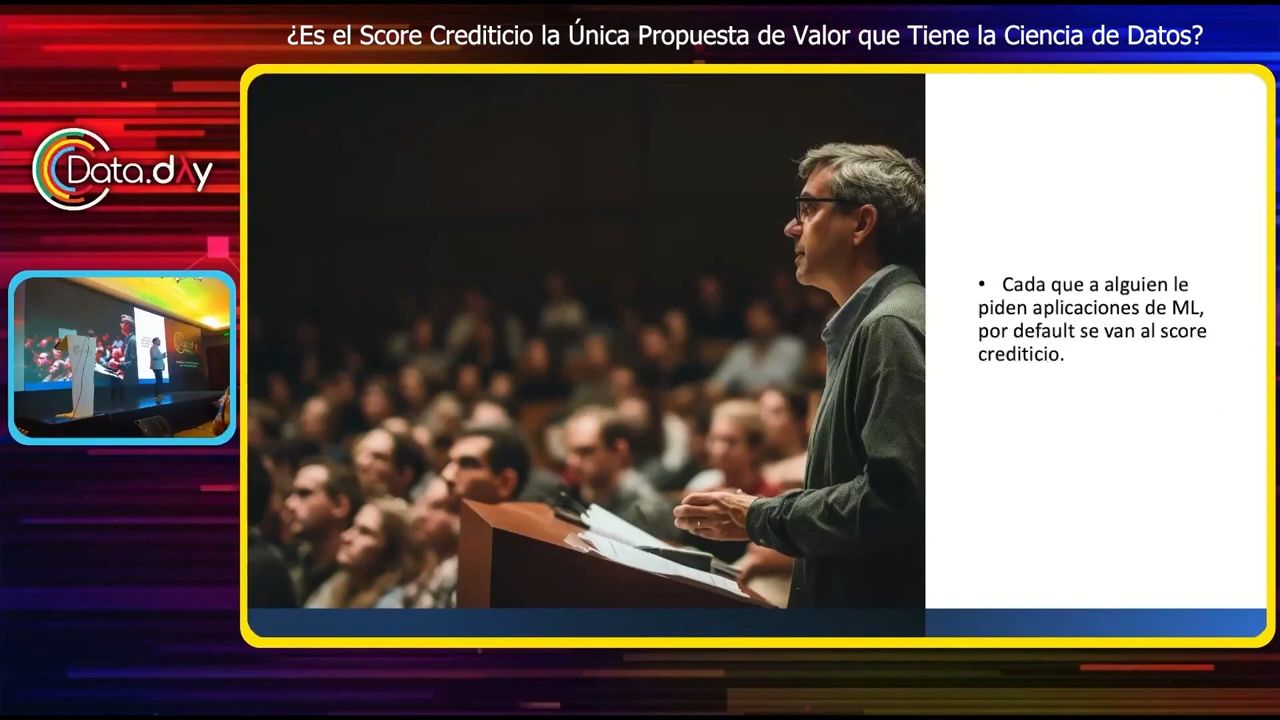 ¿Es el Score Crediticio la Única Propuesta de Valor que Tiene la Ciencia de Datos?
Data.day
• Cada que a alguien le
piden aplicaciones de ML,
por default se van al score
crediticio.